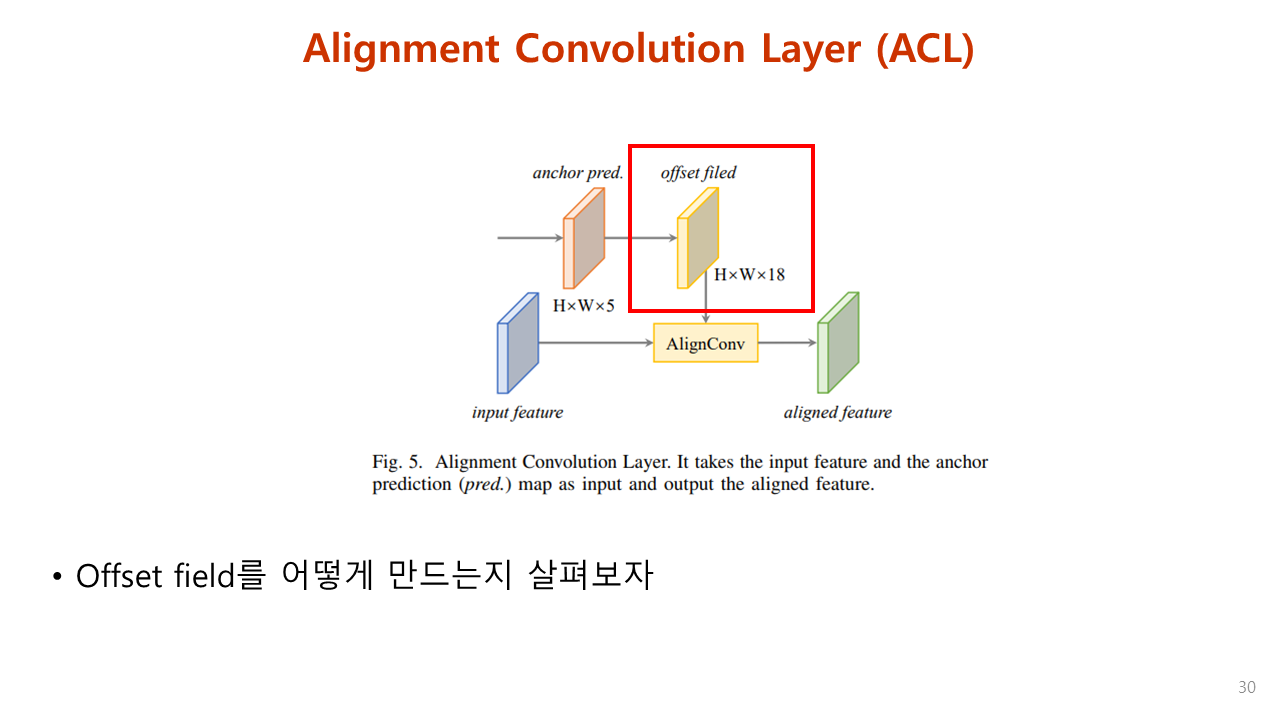 Alignment Convolution Layer (ACL)
anchor pred.
offset filed
H×W×18
H×W×5
AlignConv
input feature
aligned feature
Fig. 5. Alignment Convolution Layer. It takes the input feature and the anchor
prediction (pred.) map as input and output the aligned feature.
• Offset field를 어떻게 만드는지 살펴보자
30